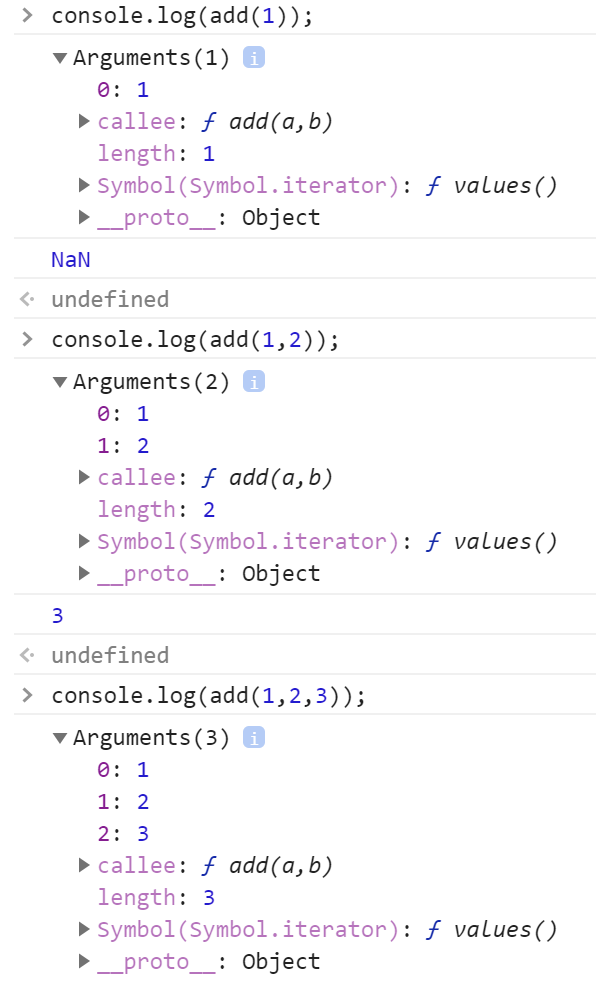 > console.log(add(1));
▼Arguments(1) i
0: 1
▶callee: ƒ add(a,b)
length: 1
▶Symbol(Symbol.iterator): ƒ values()
▶__proto__: Object
NaN
undefined
> console.log(add(1,2));
▼Arguments(2) i
0: 1
1: 2
▶callee: ƒ add(a,b)
length: 2
▶Symbol(Symbol.iterator): ƒ values()
▶__proto__: Object
3
undefined
> console.log(add(1,2,3));
▼Arguments(3) i
0: 1
1: 2
2: 3
▶callee: ƒ add(a,b)
length: 3
▶Symbol(Symbol.iterator): ƒ values()
▶__proto__: Object